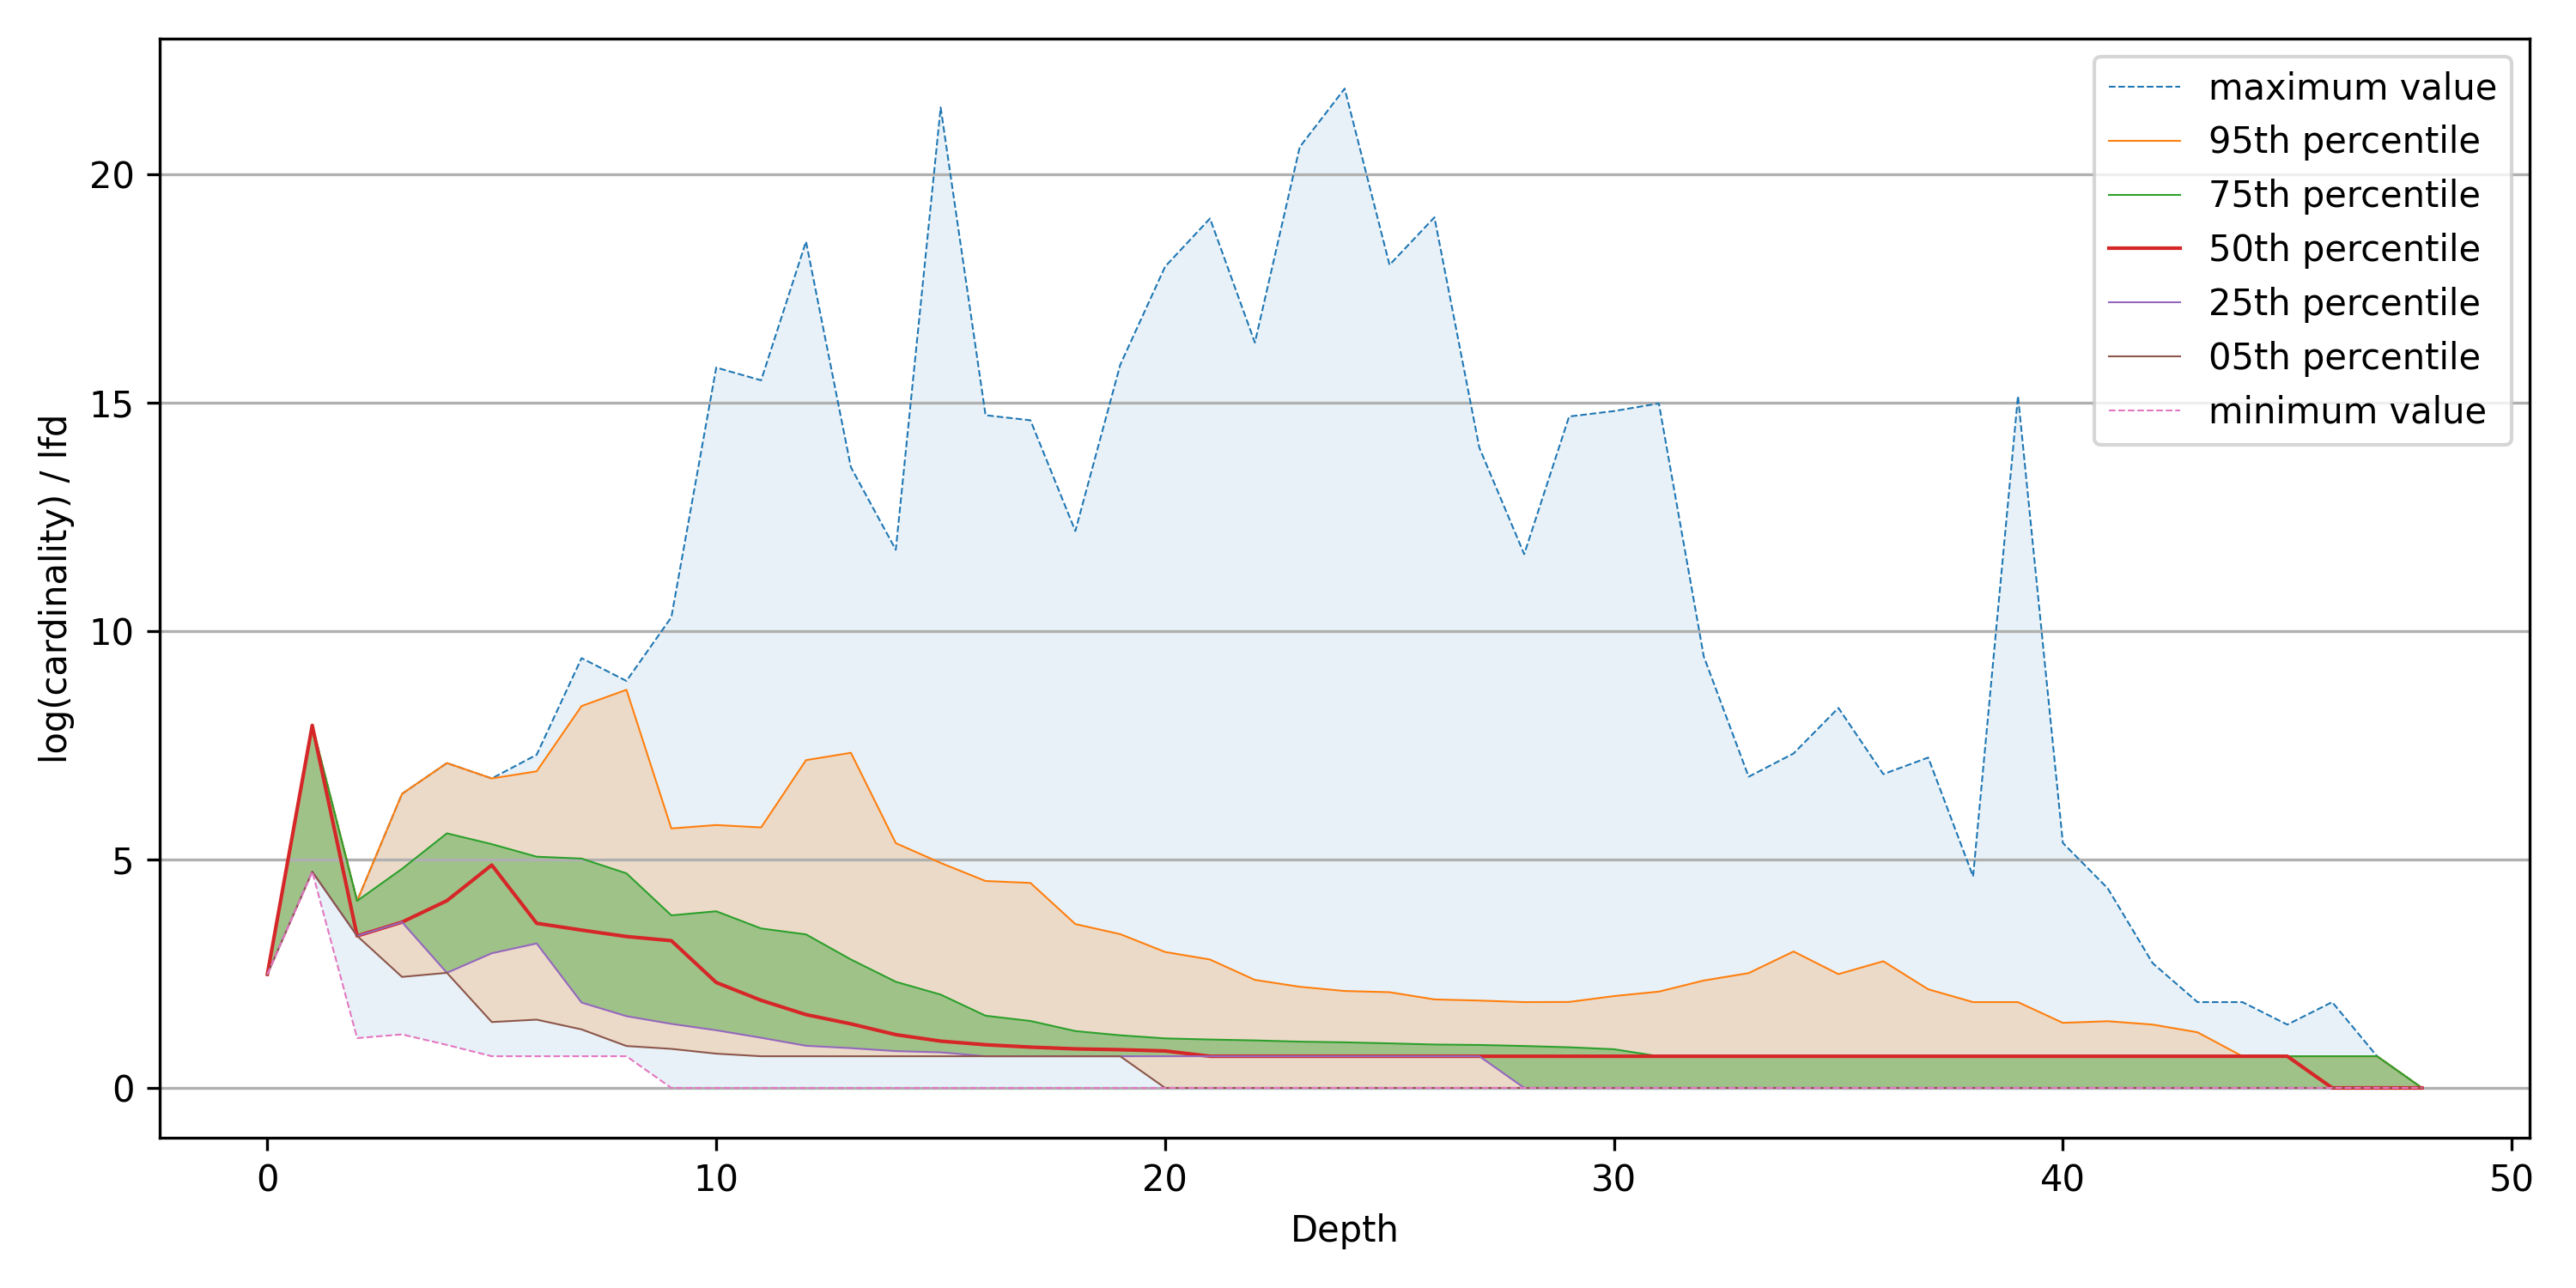 maximum value
95th percentile
75th percentile
50th percentile
25th percentile
05th percentile
minimum value
20
15
10
5
0
log(cardinality) / lfd
0 10 20 30 40 50
Depth